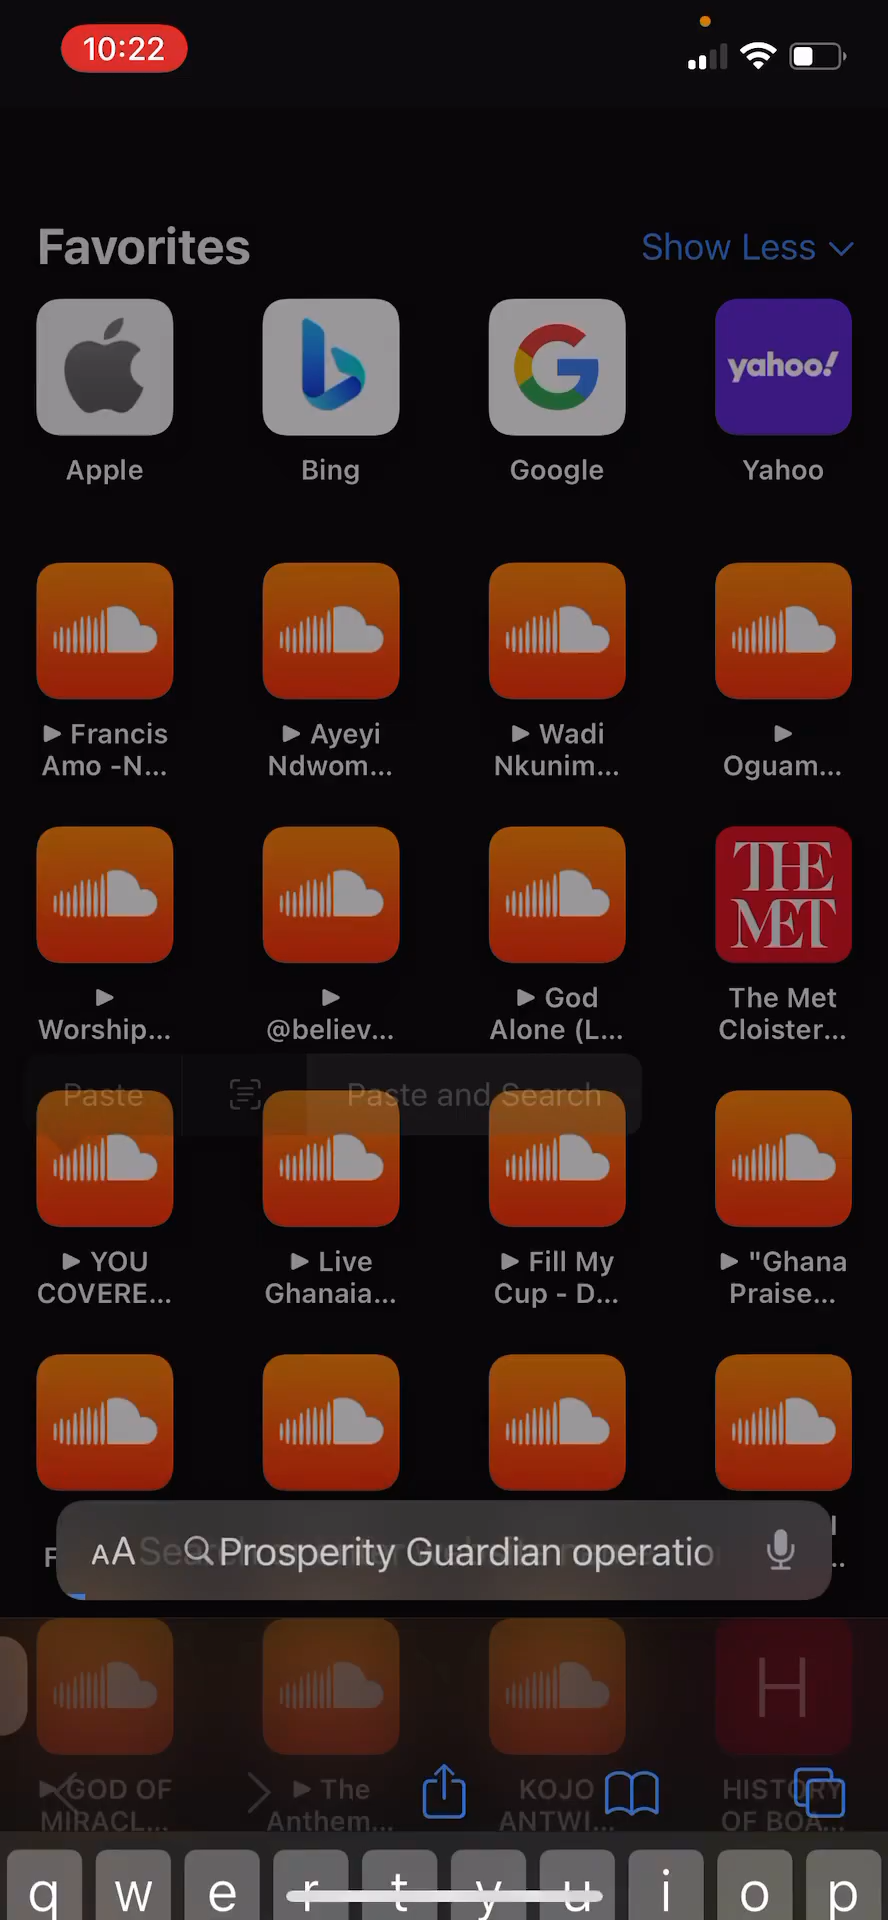 10:22
Favorites
Show Less
yahoo!
Apple
Bing
Google
Yahoo
▶ Francis
Amo -N...
▶ Ayeyi
Ndwom...
▶ Wadi
Nkunim...
▶
Oguam...
THE
MET
▶
Worship...
▶
@believ...
▶ God
Alone (L...
The Met
Cloister...
Paste
Paste and Search
▶ YOU
COVERE...
▶ Live
Ghanaia...
▶ Fill My
Cup - D...
▶ "Ghana
Praise...
AA
Prosperity Guardian operatio
H
▶ GOD OF
MIRACL...
▶ The
Anthem...
KOJO
ANTWI...
HISTORY
OF BOA...
q w e r t y u i o p